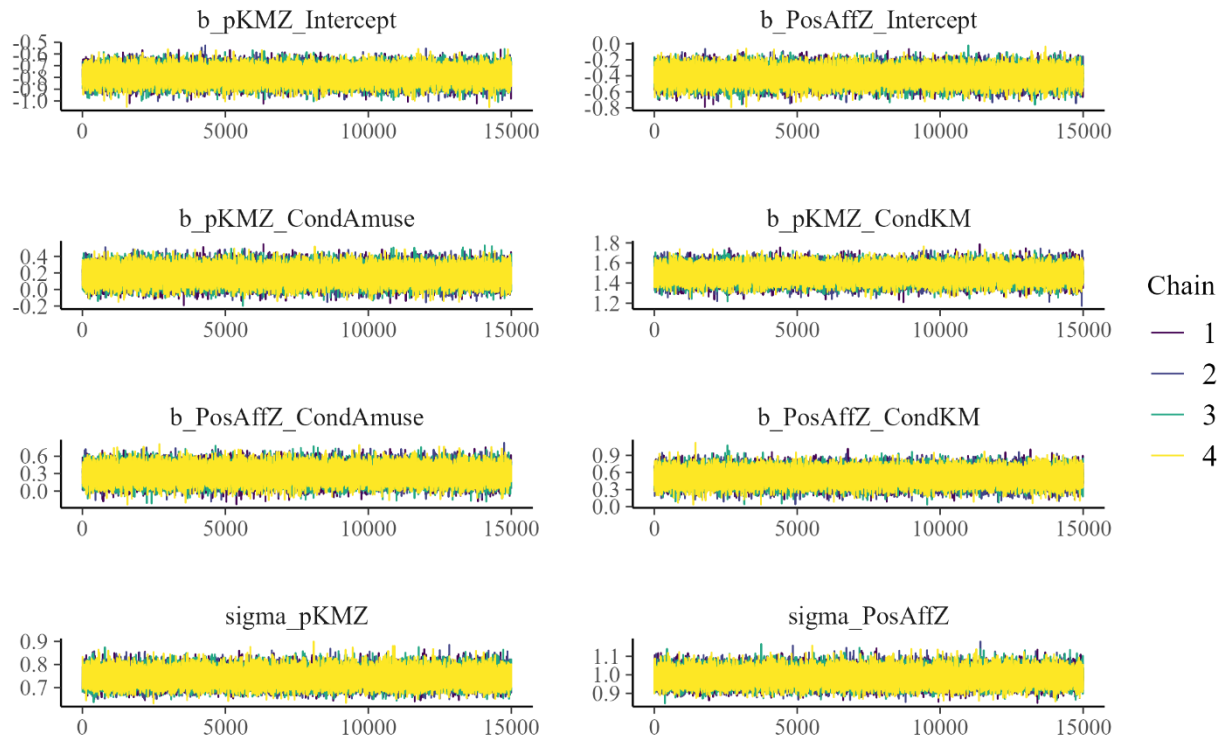 b_pKMZ_Intercept
-0.5
-0.6
-0.7
-0.8
-0.9
-1.0
0 5000 10000 15000
b_PosAffZ_Intercept
0.0
-0.2
-0.4
-0.6
-0.8
0 5000 10000 15000
b_pKMZ_CondAmuse
0.4
0.2
0.0
-0.2
0 5000 10000 15000
b_pKMZ_CondKM
1.8
1.6
1.4
1.2
0 5000 10000 15000
b_PosAffZ_CondAmuse
0.6
0.3
0.0
0 5000 10000 15000
b_PosAffZ_CondKM
0.9
0.6
0.3
0.0
0 5000 10000 15000
sigma_pKMZ
0.9
0.8
0.7
0 5000 10000 15000
sigma_PosAffZ
1.1
1.0
0.9
0 5000 10000 15000
Chain
1
2
3
4